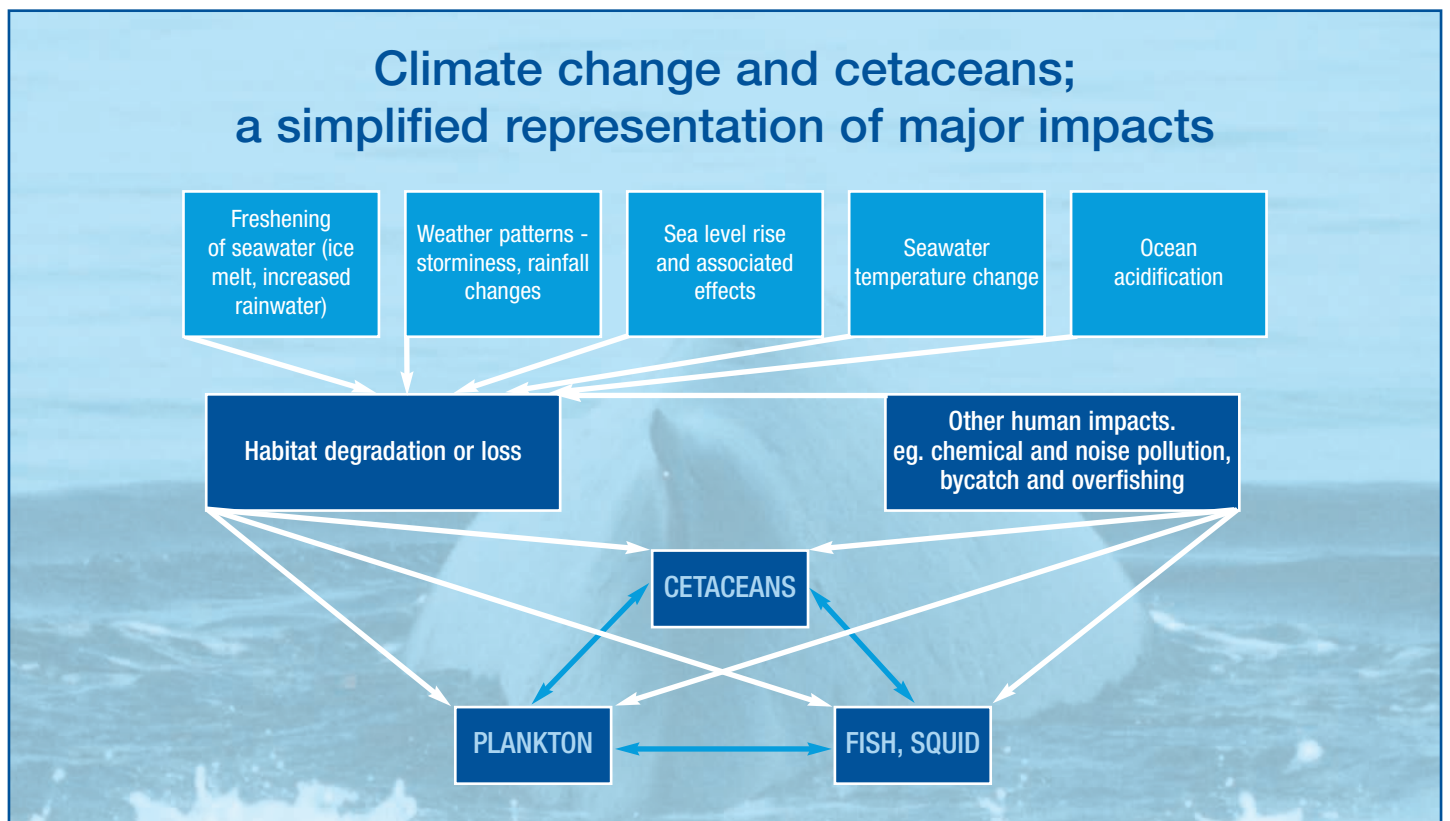 Climate change and cetaceans;
a simplified representation of major impacts
Freshening
of seawater (ice
melt, increased
rainwater)
Weather patterns -
storminess, rainfall
changes
Sea level rise
and associated
effects
Seawater
temperature change
Ocean
acidification
Habitat degradation or loss
Other human impacts.
eg. chemical and noise pollution,
bycatch and overfishing
CETACEANS
PLANKTON
FISH, SQUID